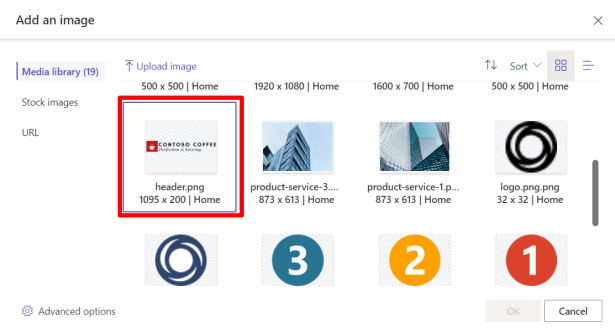 Add an image
Media library (19)
Stock images
URL
Upload image
Sort
500 x 500 | Home
1920 x 1080 | Home
1600 x 700 | Home
500 x 500 | Home
CONTOSO COFFEE
Perfection is brewing.
header.png
1095 x 200 | Home
product-service-3....
873 x 613 | Home
product-service-1.p...
873 x 613 | Home
logo.png.png
32 x 32 | Home
3
2
1
Advanced options
OK
Cancel